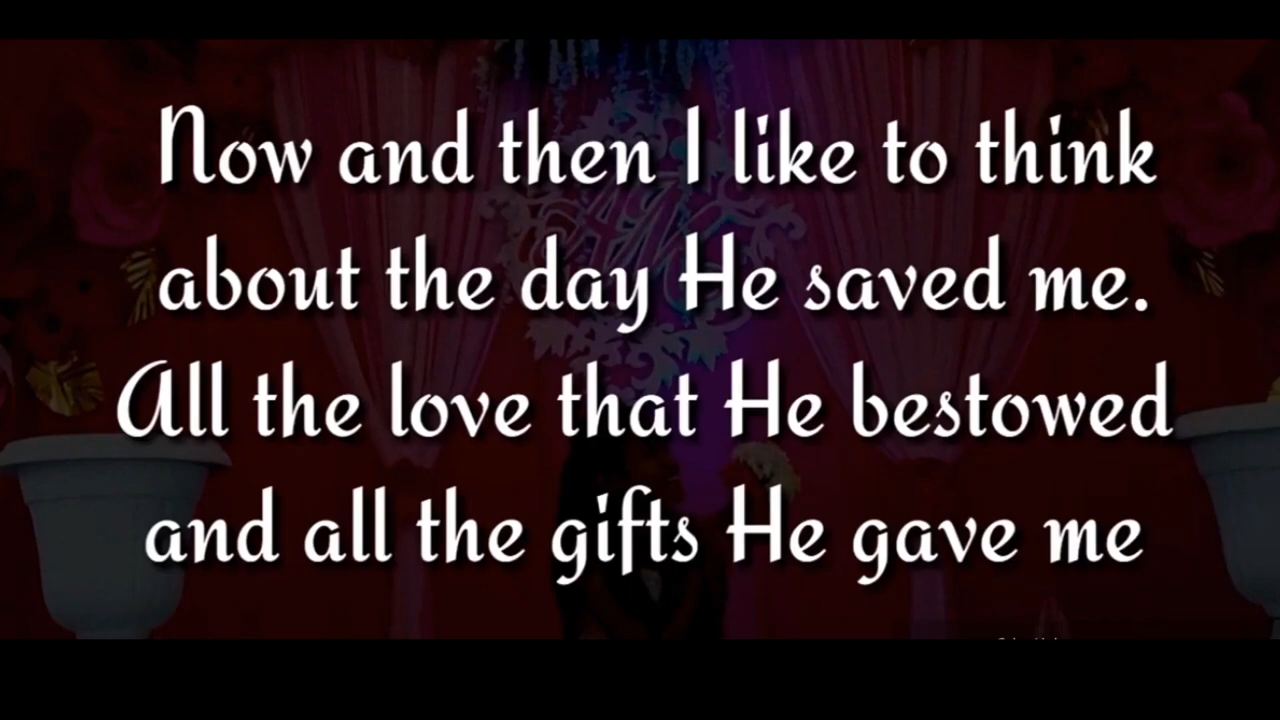 Now and then I like to think
about the day He saved me.
All the love that He bestowed
and all the gifts He gave me